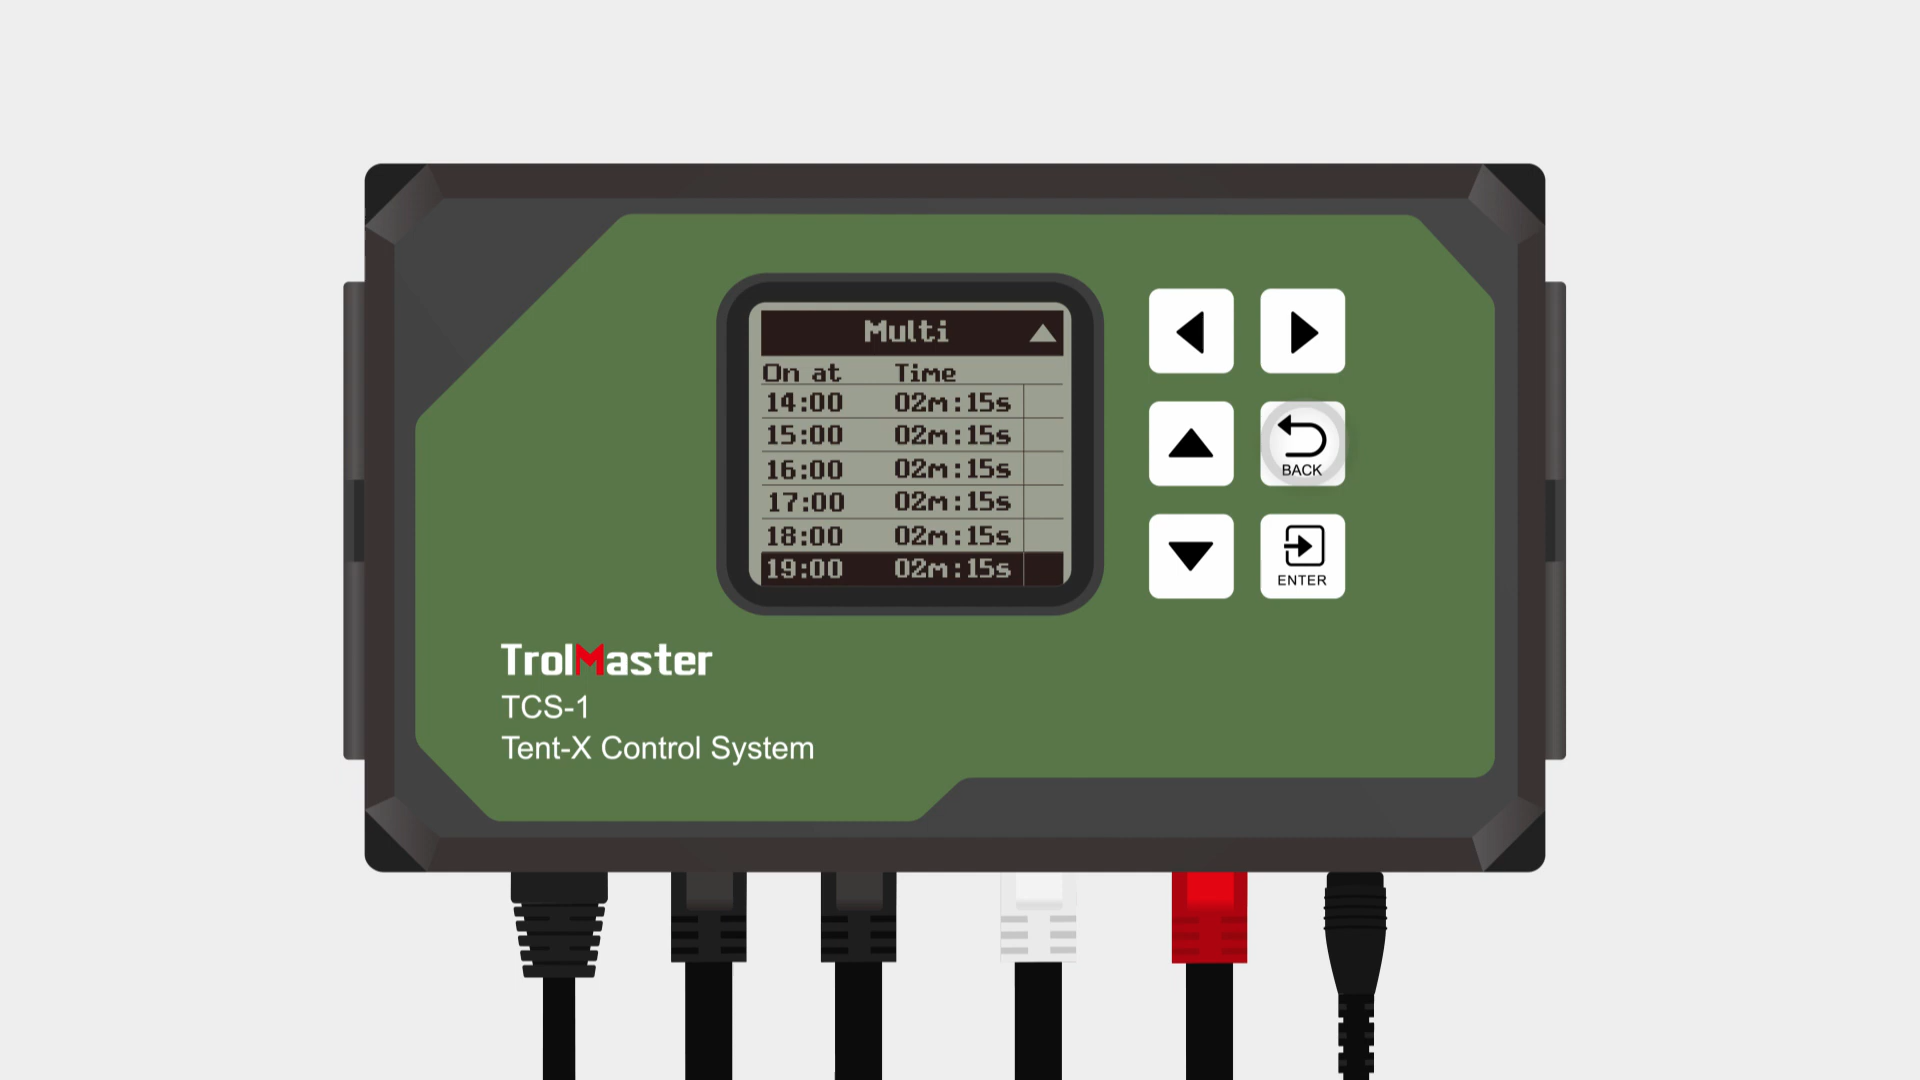 Multi
On at Time
14:00 02m:15s
15:00 02m:15s
16:00 02m:15s
17:00 02m:15s
18:00 02m:15s
19:00 02m:15s
BACK
ENTER
TrolMaster
TCS-1
Tent-X Control System